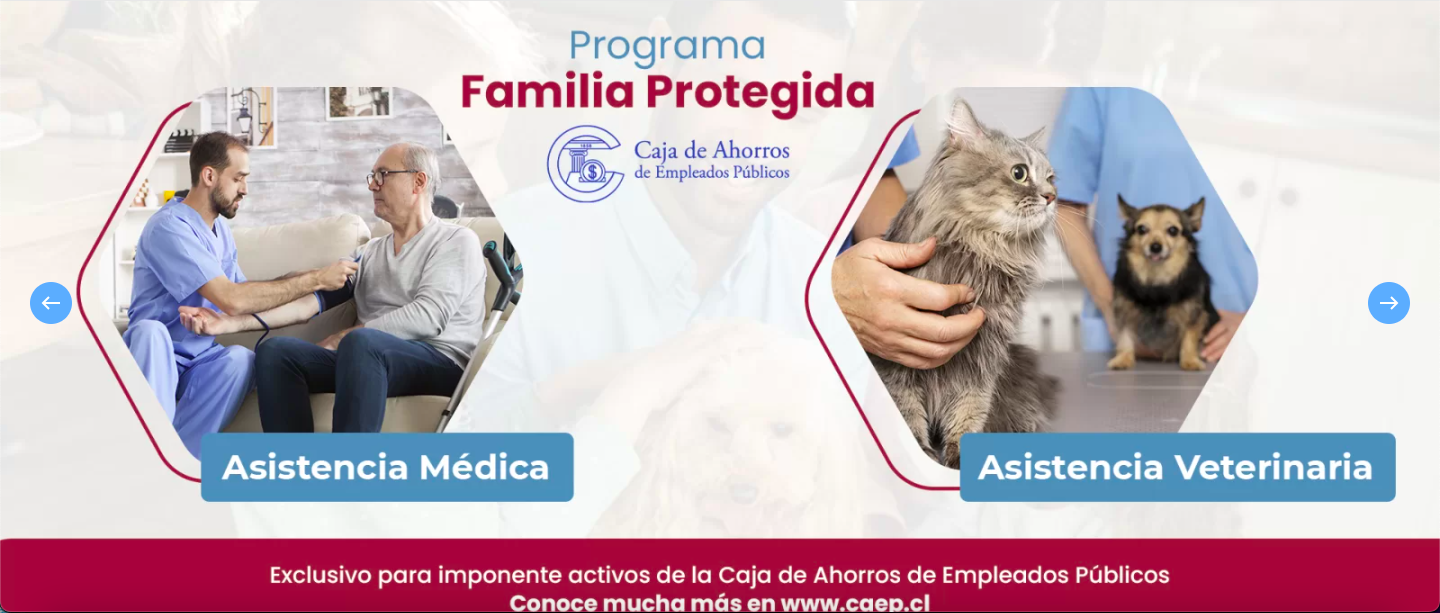 Programa
Familia Protegida
Caja de Ahorros
de Empleados Públicos
Asistencia Médica
Asistencia Veterinaria
Exclusivo para imponente activos de la Caja de Ahorros de Empleados Públicos
Conoce mucha más en www.caep.cl